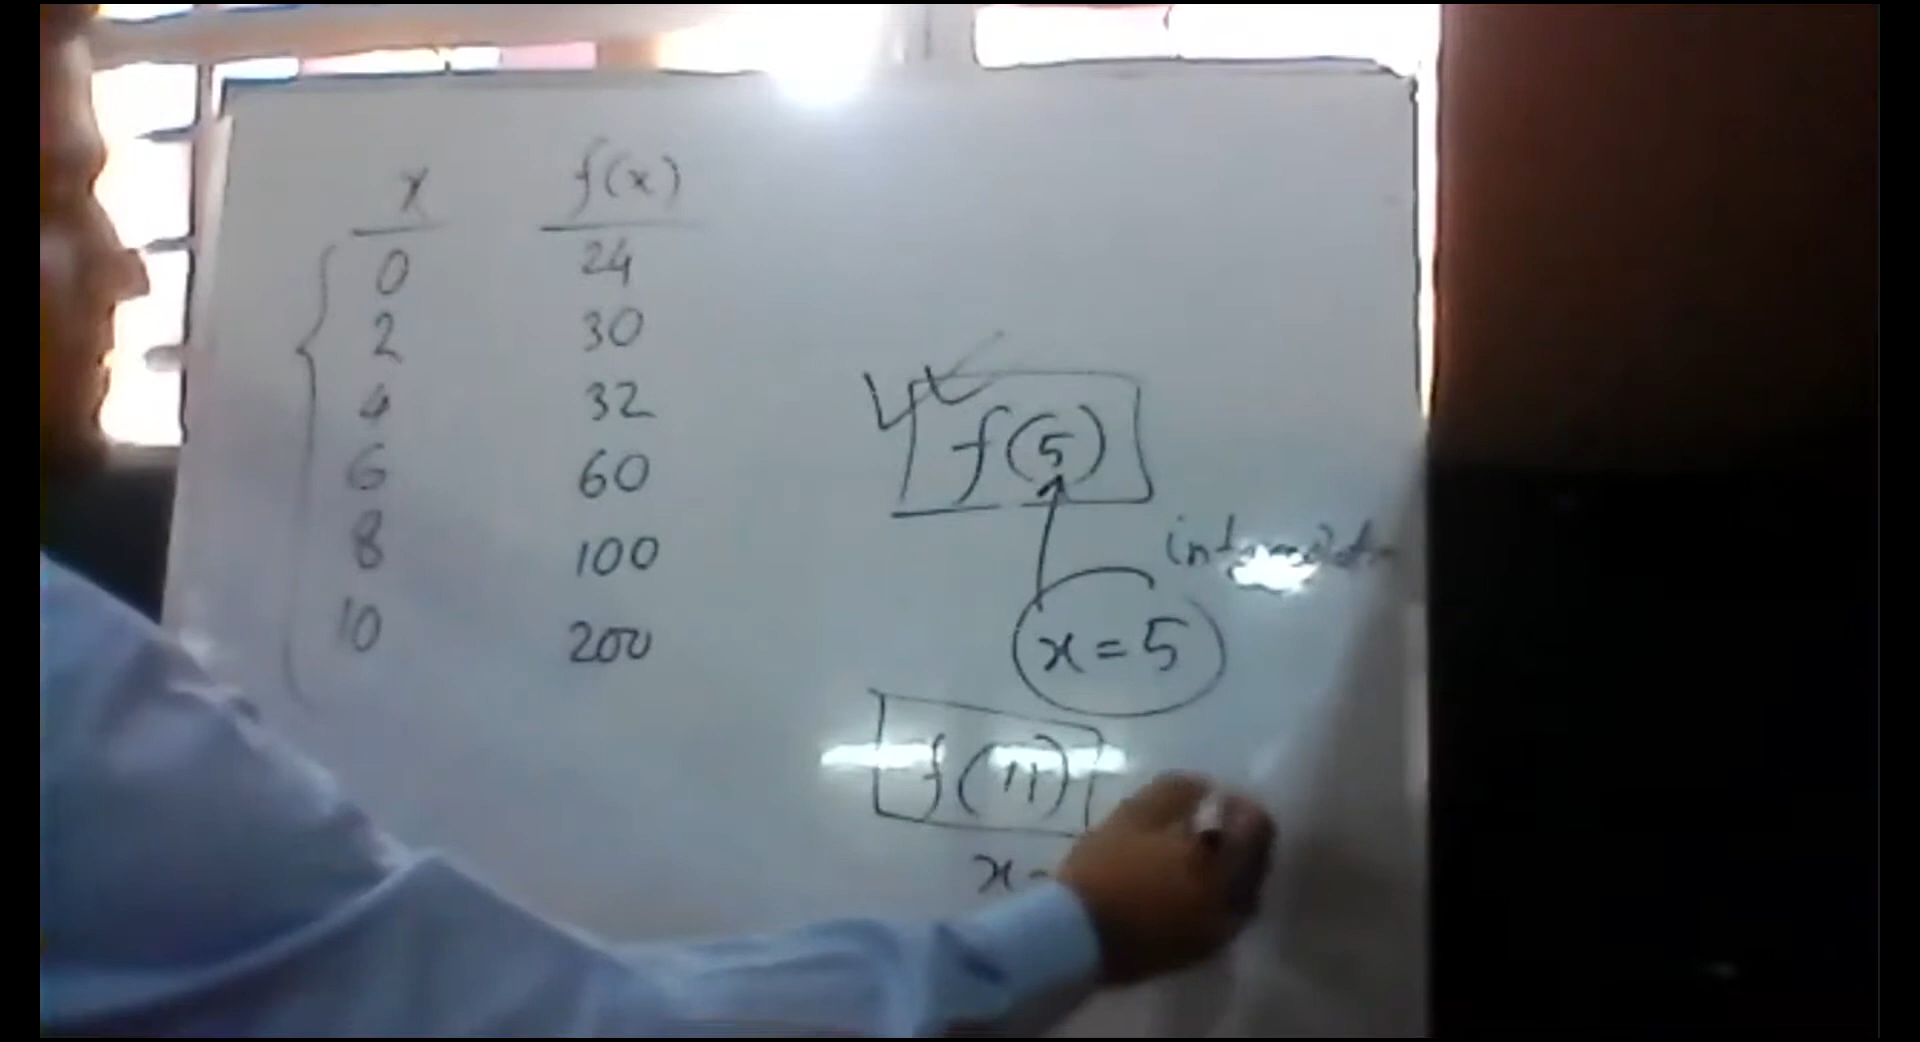 x f(x)
0 24
2 30
4 32
6 60
8 100
10 200
f(5)
x = 5
f(11)
x =